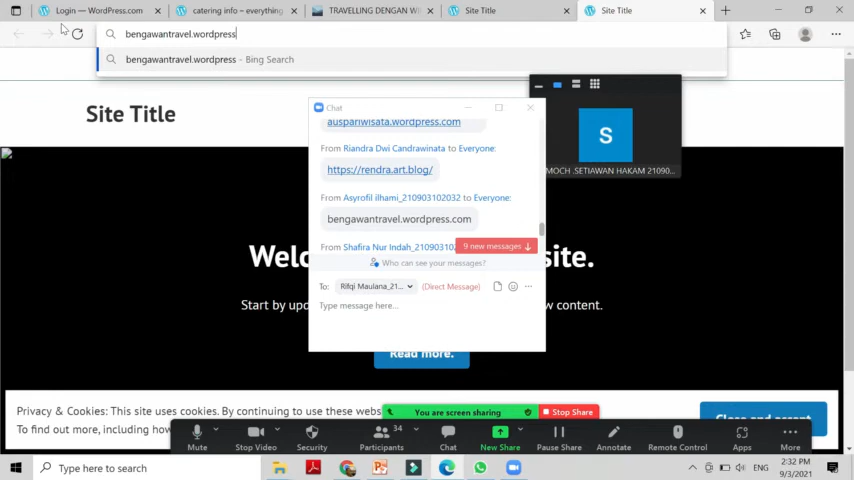 Login — WordPress.com
catering info – everything
TRAVELLING DENGAN WI
Site Title
Site Title
bengawantravel.wordpress
bengawantravel.wordpress - Bing Search
Site Title
Chat
auspariwisata.wordpress.com
From Riandra Dwi Candrawinata to Everyone:
https://rendra.art.blog/
From Asyrofil ilhami_210903102032 to Everyone:
bengawantravel.wordpress.com
From Shafira Nur Indah_2109031
9 new messages
Who can see your messages?
To: Rifqi Maulana_21... (Direct Message)
Type message here...
S
MOCH .SETIAWAN HAKAM 21090...
Welc
site.
Start by upd
w content.
Read more.
Privacy & Cookies: This site uses cookies. By continuing to use this webs
To find out more, including how
Close and accept
You are screen sharing
Stop Share
34
Mute
Stop Video
Security
Participants
Chat
New Share
Pause Share
Annotate
Remote Control
Apps
More
Type here to search
ENG
2:32 PM
9/3/2021